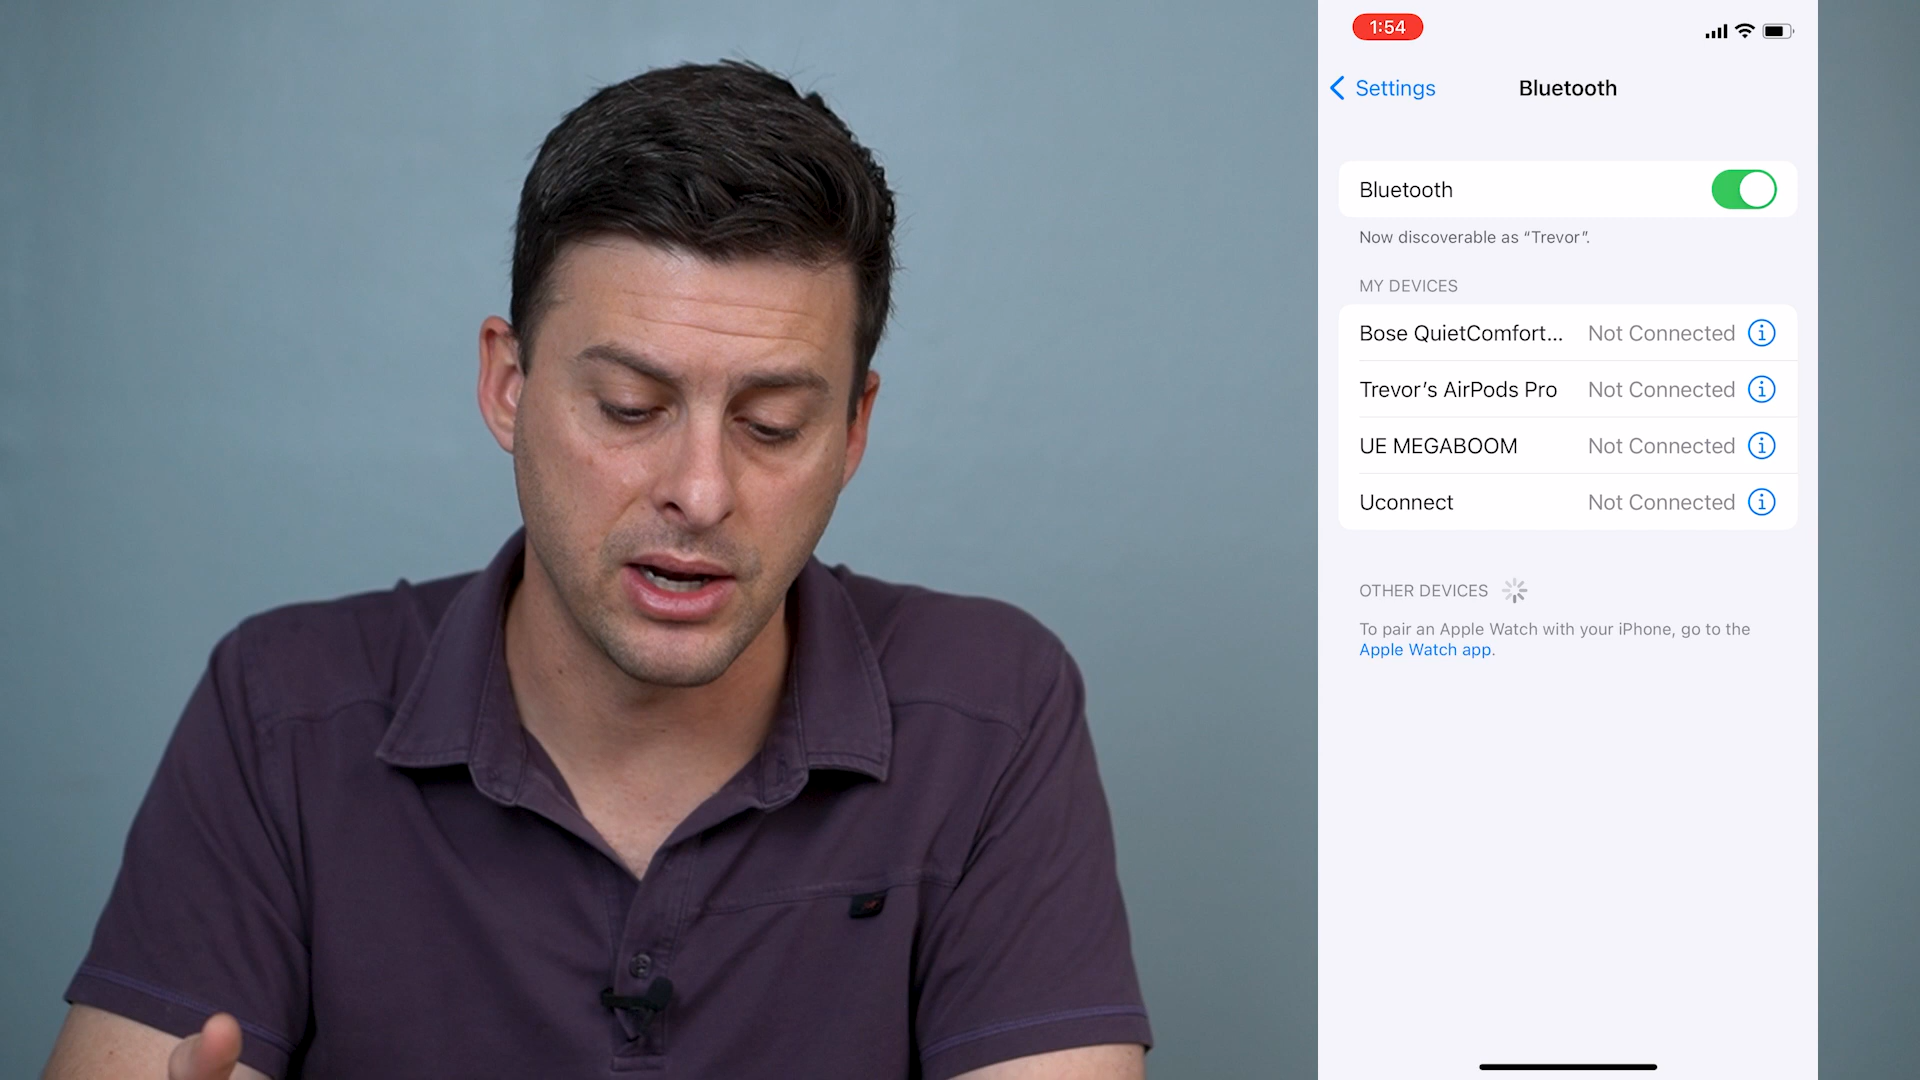 1:54
Settings
Bluetooth
Bluetooth
Now discoverable as “Trevor”.
MY DEVICES
Bose QuietComfort... Not Connected
Trevor’s AirPods Pro Not Connected
UE MEGABOOM Not Connected
Uconnect Not Connected
OTHER DEVICES
To pair an Apple Watch with your iPhone, go to the
Apple Watch app.